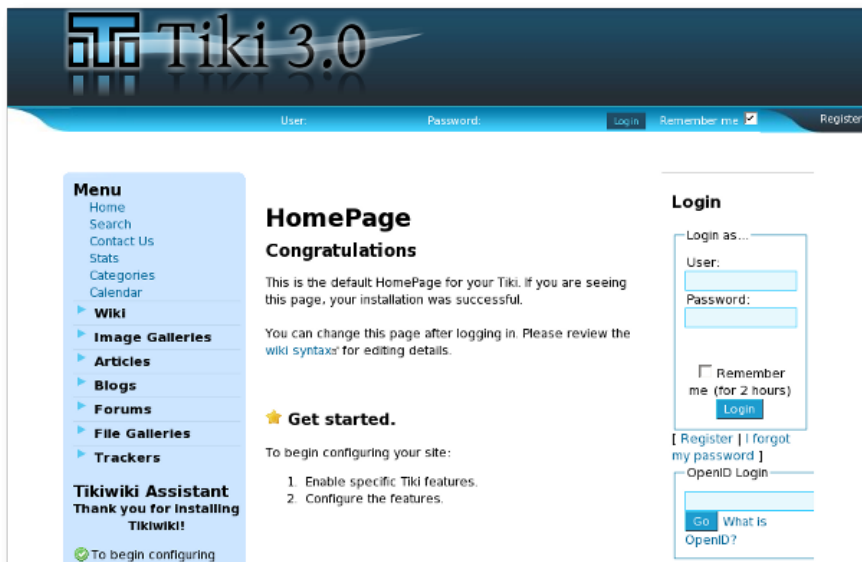 Tiki 3.0
User:
Password:
Login
Remember me
Register
Menu
Home
Search
Contact Us
Stats
Categories
Calendar
Wiki
Image Galleries
Articles
Blogs
Forums
File Galleries
Trackers
Tikiwiki Assistant
Thank you for installing
Tikiwiki!
To begin configuring
HomePage
Congratulations
This is the default HomePage for your Tiki. If you are seeing
this page, your installation was successful.
You can change this page after logging in. Please review the
wiki syntax for editing details.
Get started.
To begin configuring your site:
1. Enable specific Tiki features.
2. Configure the features.
Login
Login as...
User:
Password:
Remember
me (for 2 hours)
Login
[ Register | I forgot
my password ]
OpenID Login
Go What is
OpenID?